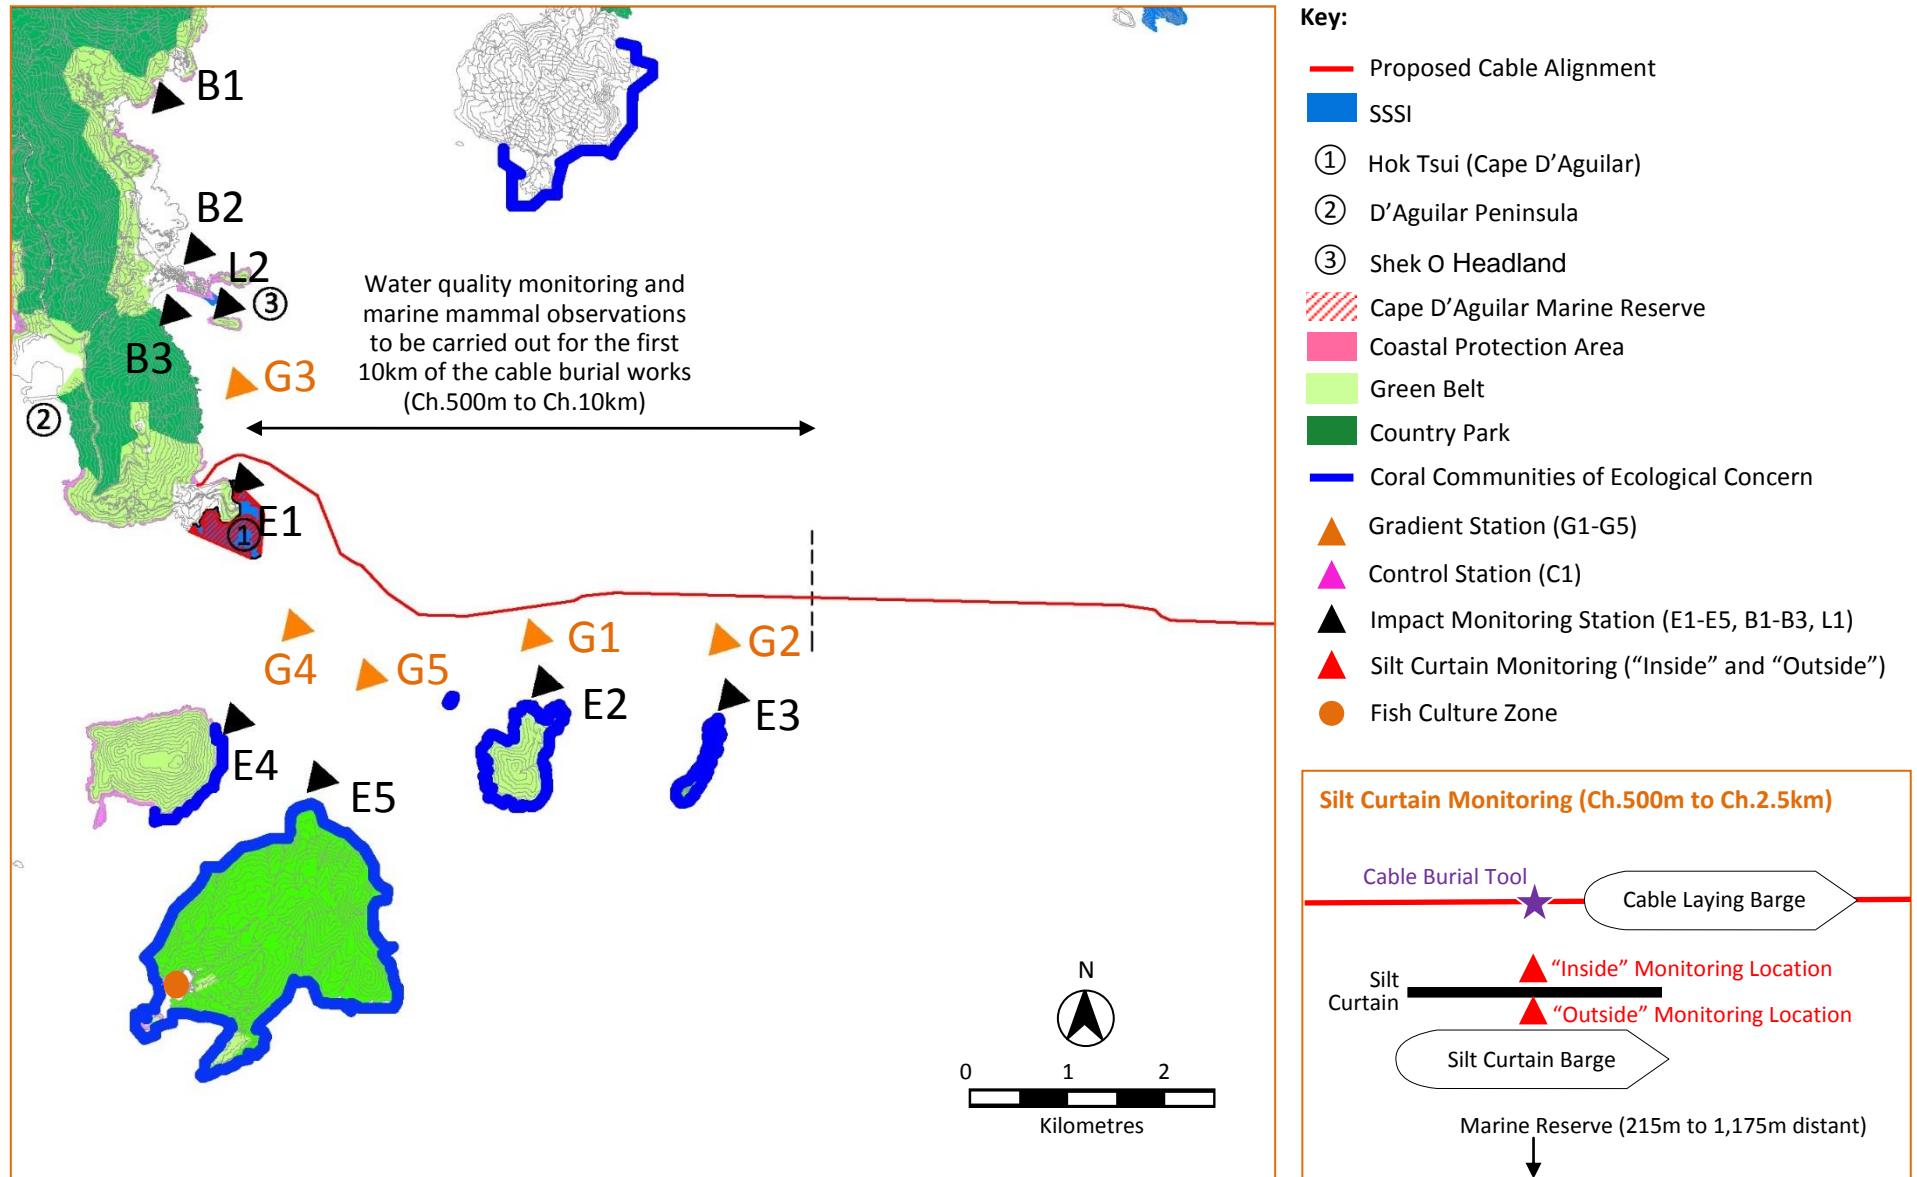 B1
B2
L2
③
B3
G3
②
Water quality monitoring and
marine mammal observations
to be carried out for the first
10km of the cable burial works
(Ch.500m to Ch.10km)
E1
①
G4
G5
G1
G2
E2
E3
E4
E5
N
0 1 2
Kilometres
Key:
Proposed Cable Alignment
SSSI
① Hok Tsui (Cape D’Aguilar)
② D’Aguilar Peninsula
③ Shek O Headland
Cape D’Aguilar Marine Reserve
Coastal Protection Area
Green Belt
Country Park
Coral Communities of Ecological Concern
Gradient Station (G1-G5)
Control Station (C1)
Impact Monitoring Station (E1-E5, B1-B3, L1)
Silt Curtain Monitoring (“Inside” and “Outside”)
Fish Culture Zone
Silt Curtain Monitoring (Ch.500m to Ch.2.5km)
Cable Burial Tool
Cable Laying Barge
“Inside” Monitoring Location
Silt
Curtain
“Outside” Monitoring Location
Silt Curtain Barge
Marine Reserve (215m to 1,175m distant)